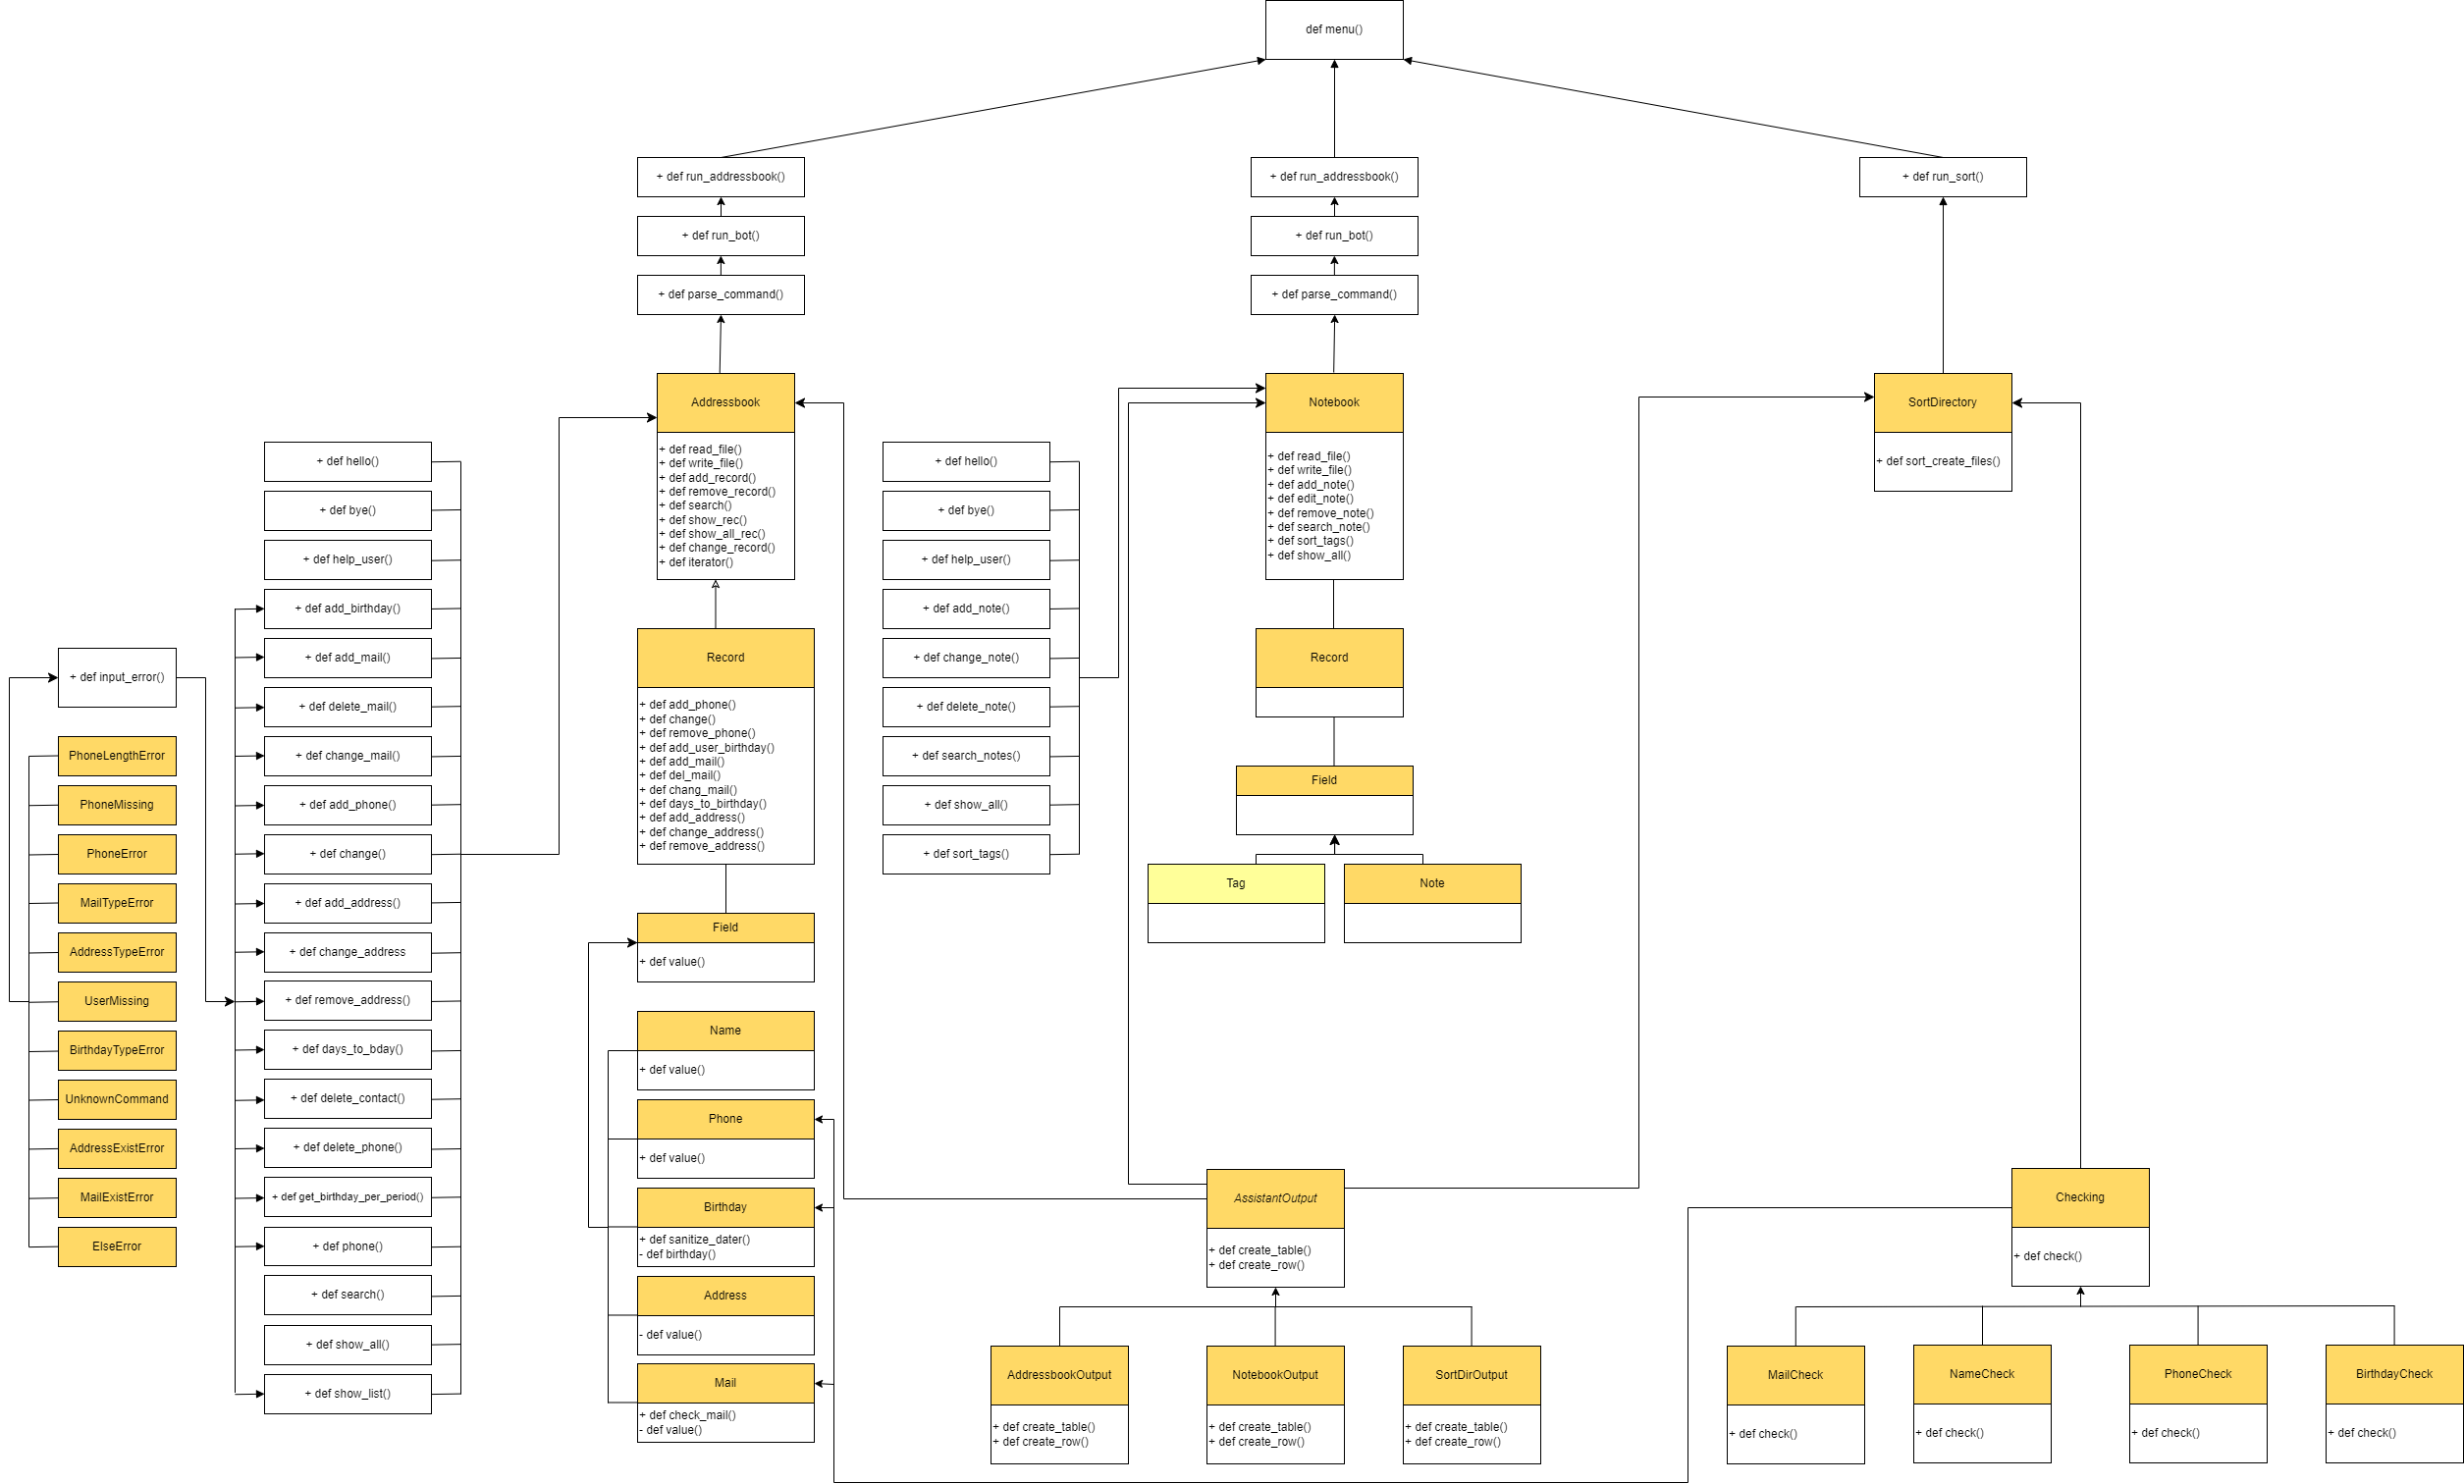 def menu()
+ def run_addressbook()
+ def run_bot()
+ def parse_command()
+ def run_addressbook()
+ def run_bot()
+ def parse_command()
+ def run_sort()
Addressbook
+ def read_file()
+ def write_file()
+ def add_record()
+ def remove_record()
+ def search()
+ def show_rec()
+ def show_all_rec()
+ def change_record()
+ def iterator()
Notebook
+ def read_file()
+ def write_file()
+ def add_note()
+ def edit_note()
+ def remove_note()
+ def search_note()
+ def sort_tags()
+ def show_all()
SortDirectory
+ def sort_create_files()
+ def input_error()
PhoneLengthError
PhoneMissing
PhoneError
MailTypeError
AddressTypeError
UserMissing
BirthdayTypeError
UnknownCommand
AddressExistError
MailExistError
ElseError
+ def hello()
+ def bye()
+ def help_user()
+ def add_birthday()
+ def add_mail()
+ def delete_mail()
+ def change_mail()
+ def add_phone()
+ def change()
+ def add_address()
+ def change_address
+ def remove_address()
+ def days_to_bday()
+ def delete_contact()
+ def delete_phone()
+ def get_birthday_per_period()
+ def phone()
+ def search()
+ def show_all()
+ def show_list()
Record
+ def add_phone()
+ def change()
+ def remove_phone()
+ def add_user_birthday()
+ def add_mail()
+ def del_mail()
+ def chang_mail()
+ def days_to_birthday()
+ def add_address()
+ def change_address()
+ def remove_address()
Field
+ def value()
Name
+ def value()
Phone
+ def value()
Birthday
+ def sanitize_dater()
- def birthday()
Address
- def value()
Mail
+ def check_mail()
- def value()
+ def hello()
+ def bye()
+ def help_user()
+ def add_note()
+ def change_note()
+ def delete_note()
+ def search_notes()
+ def show_all()
+ def sort_tags()
Record
Field
Tag
Note
AssistantOutput
+ def create_table()
+ def create_row()
AddressbookOutput
+ def create_table()
+ def create_row()
NotebookOutput
+ def create_table()
+ def create_row()
SortDirOutput
+ def create_table()
+ def create_row()
Checking
+ def check()
MailCheck
+ def check()
NameCheck
+ def check()
PhoneCheck
+ def check()
BirthdayCheck
+ def check()